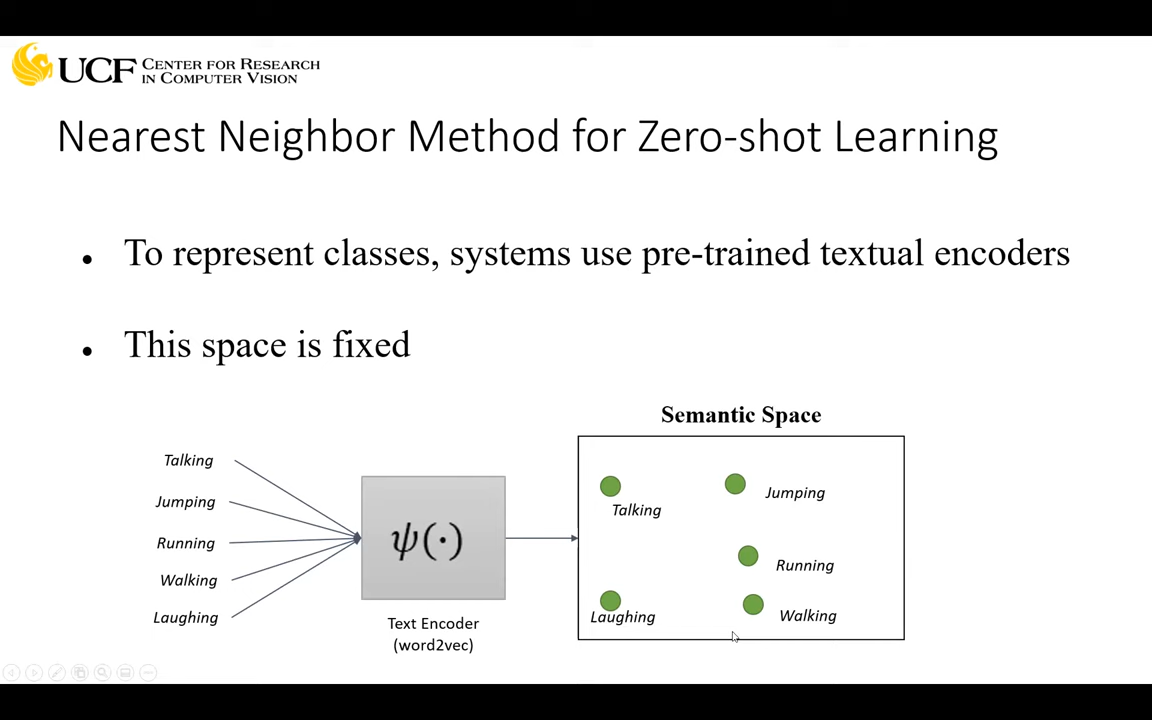 UCF CENTER FOR RESEARCH
IN COMPUTER VISION
Nearest Neighbor Method for Zero-shot Learning
• To represent classes, systems use pre-trained textual encoders
• This space is fixed
Semantic Space
Talking
Jumping
Running
Walking
Laughing
ψ(·)
Text Encoder
(word2vec)
Talking
Jumping
Running
Laughing
Walking